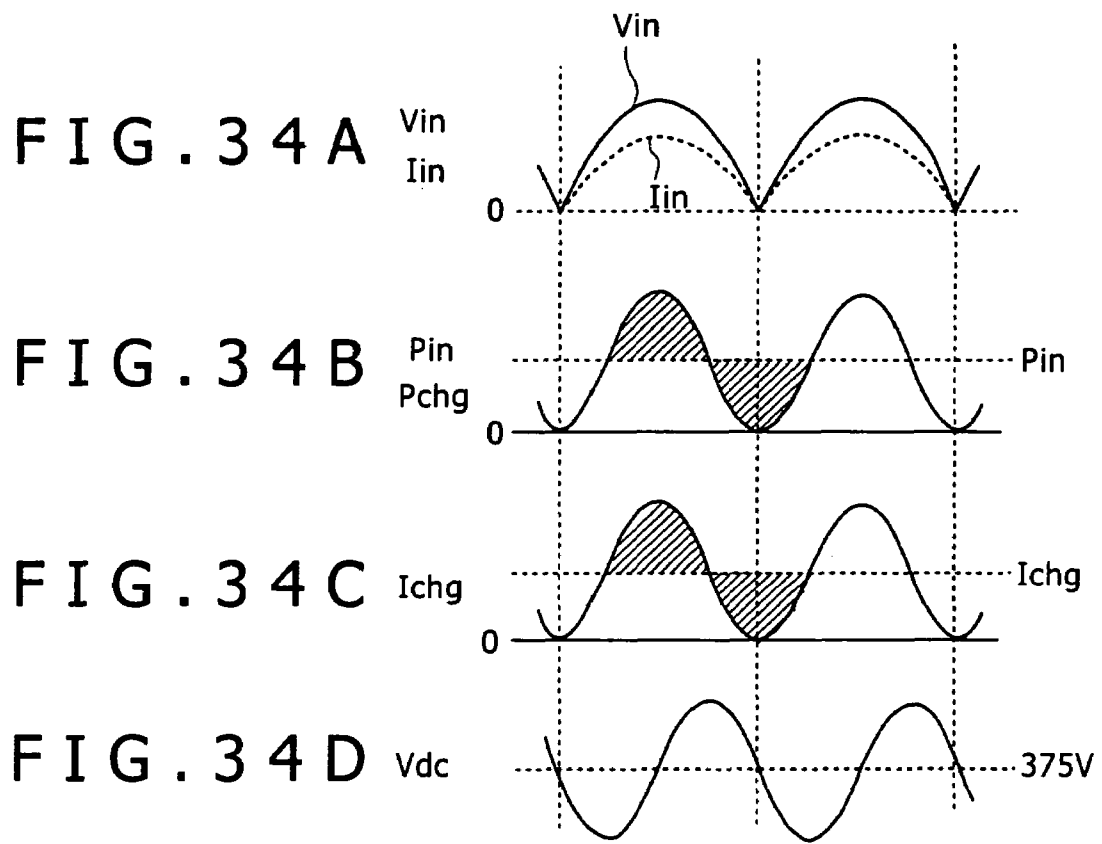 Vin
FIG.34A
Vin
Iin
Iin
0
FIG.34B
Pin
Pchg
Pin
0
FIG.34C
Ichg
Ichg
0
FIG.34D
Vdc
375V